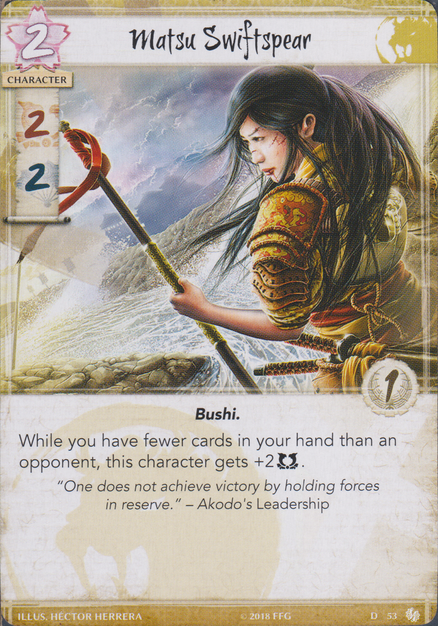 2
Matsu Swiftspear
CHARACTER
2
2
1
Bushi.
While you have fewer cards in your hand than an
opponent, this character gets +2.
“One does not achieve victory by holding forces
in reserve.” – Akodo's Leadership
ILLUS. HECTOR HERRERA © 2018 FFG D 53